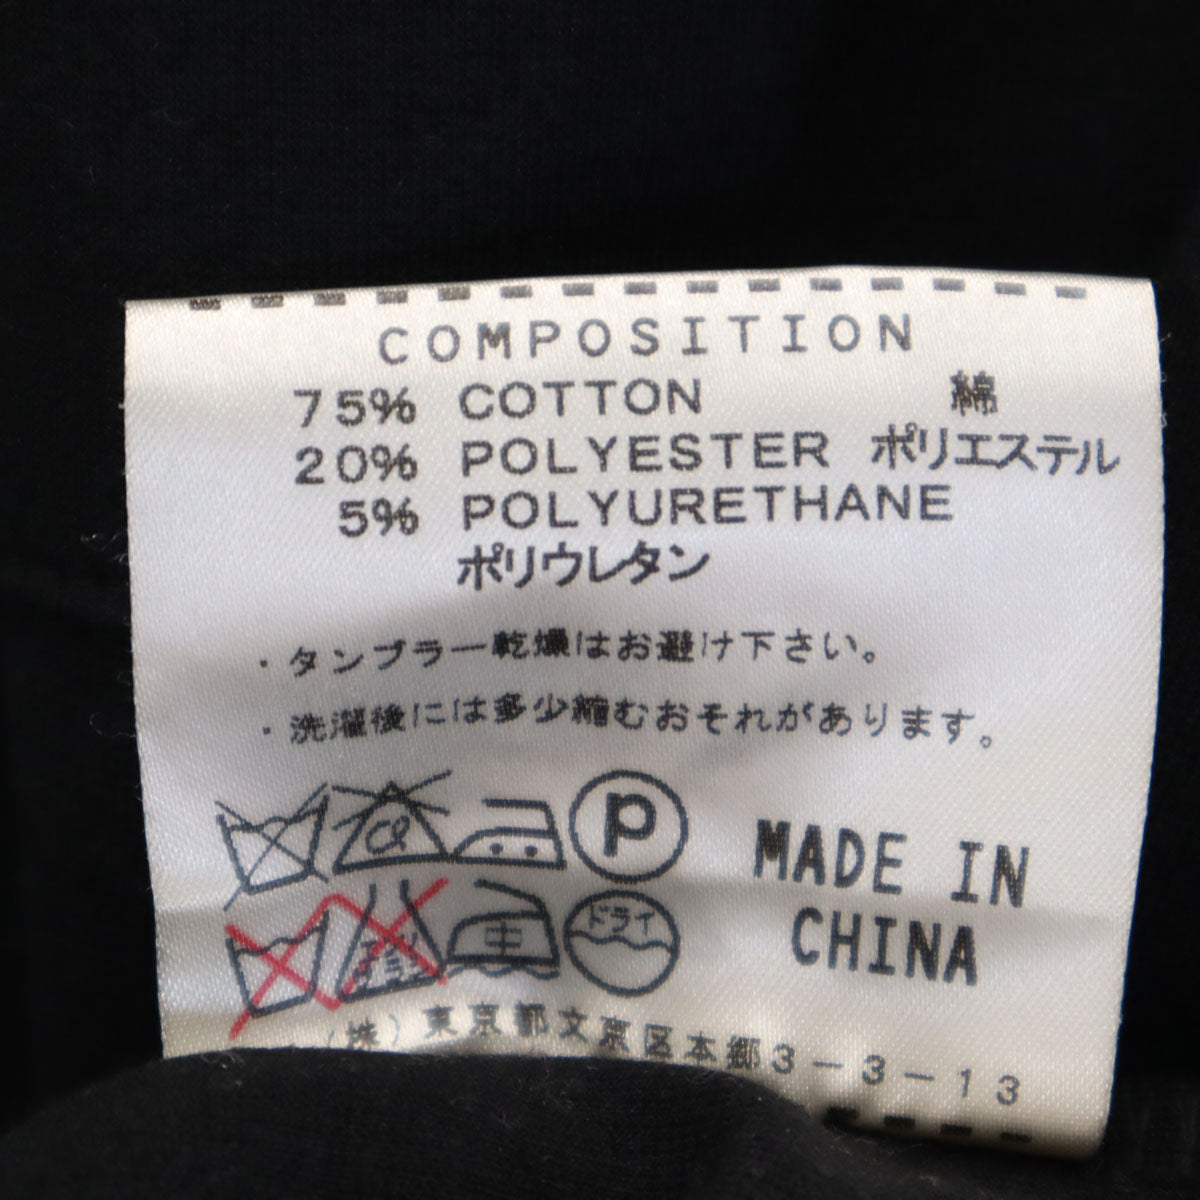 COMPOSITION
75% COTTON 綿
20% POLYESTER ポリエステル
5% POLYURETHANE
ポリウレタン
・タンブラー乾燥はお避け下さい。
・洗濯後には多少縮むおそれがあります。
Cl P
MADE IN
CHINA
中 ドライ
(株) 東京都文京区本郷3-3-13